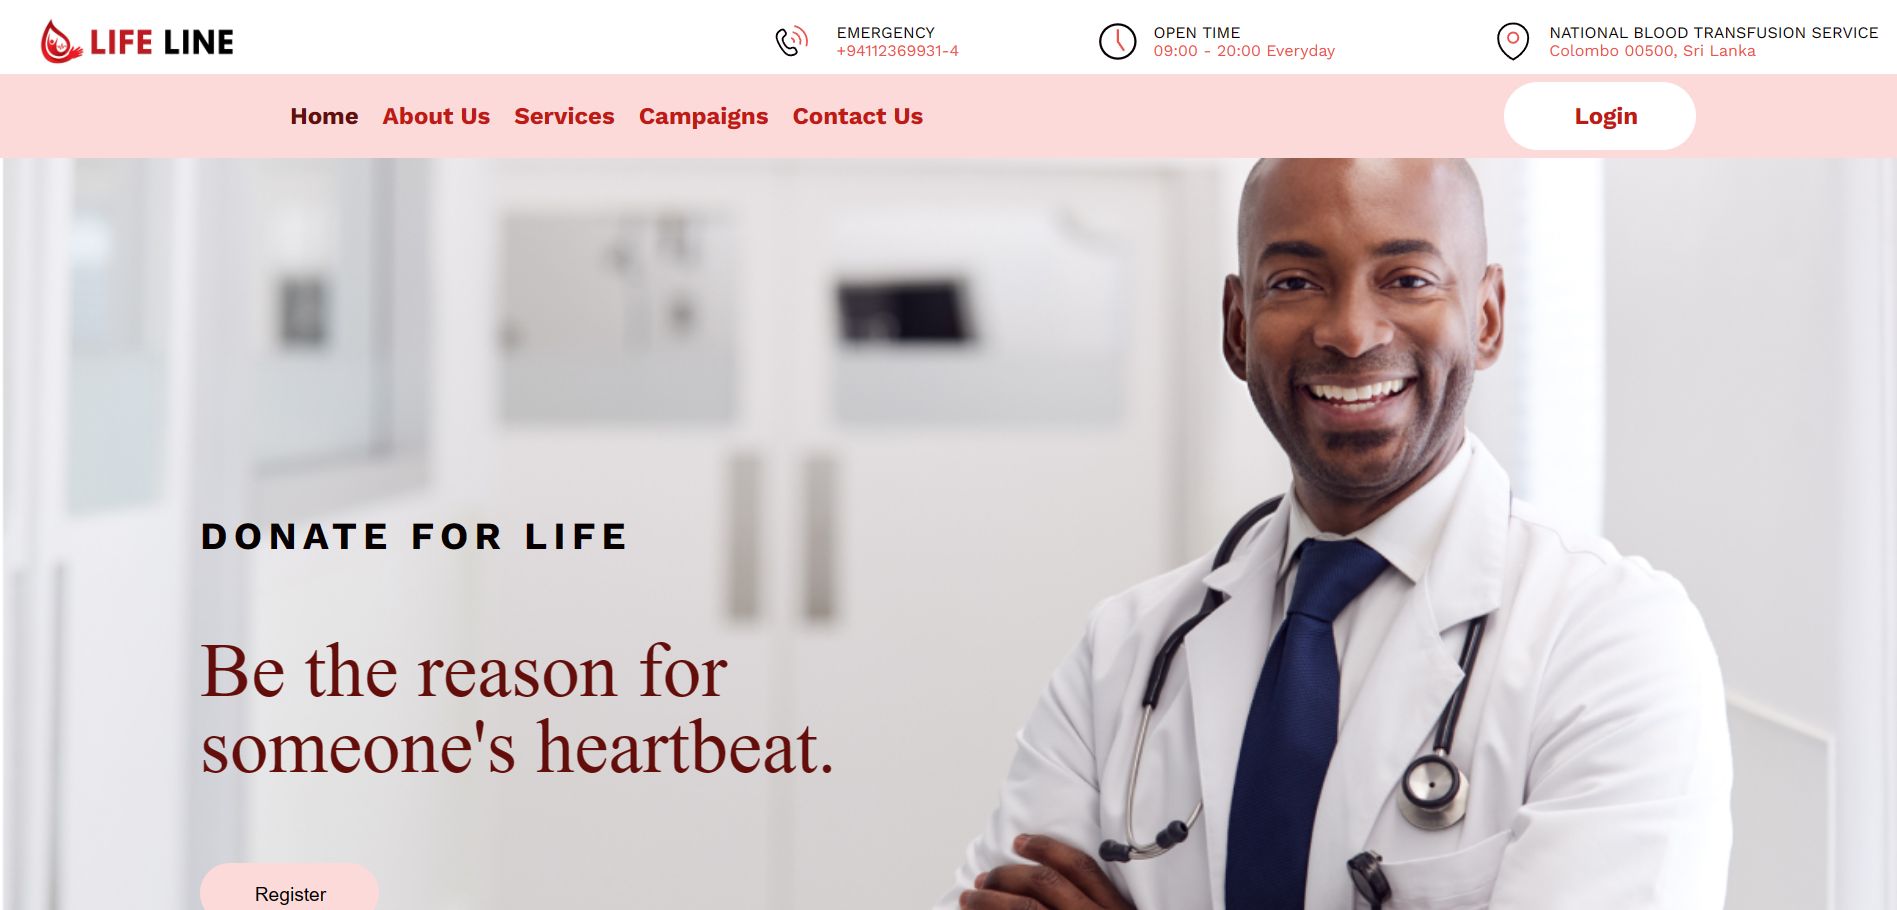 LIFE LINE
EMERGENCY
+94112369931-4
OPEN TIME
09:00 - 20:00 Everyday
NATIONAL BLOOD TRANSFUSION SERVICE
Colombo 00500, Sri Lanka
Home About Us Services Campaigns Contact Us
Login
DONATE FOR LIFE
Be the reason for
someone's heartbeat.
Register